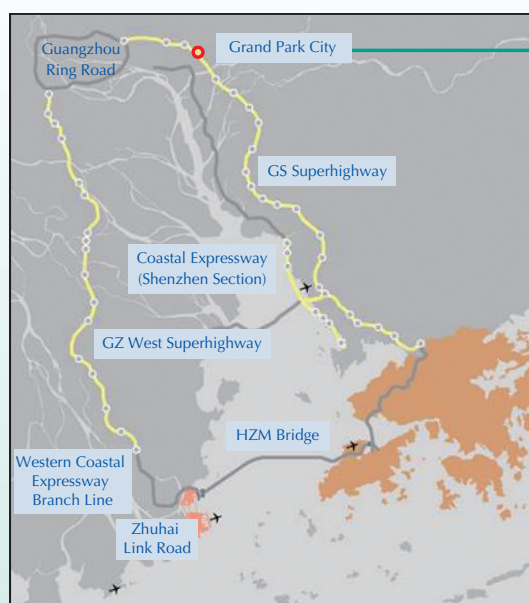 Guangzhou
Ring Road
Grand Park City
GS Superhighway
Coastal Expressway
(Shenzhen Section)
GZ West Superhighway
HZM Bridge
Western Coastal
Expressway
Branch Line
Zhuhai
Link Road